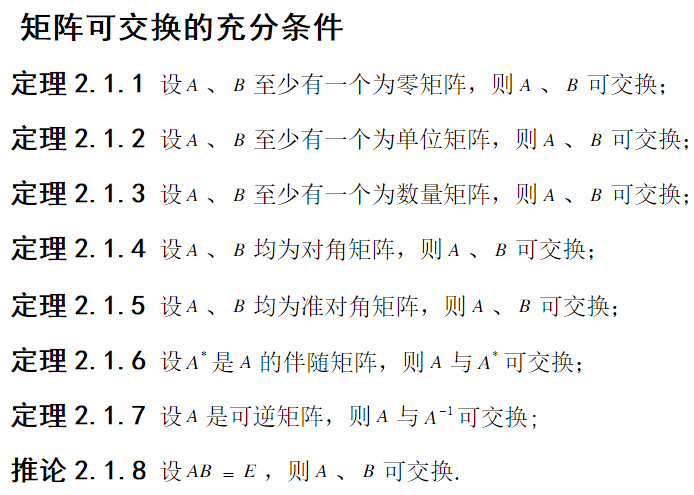 矩阵可交换的充分条件
定理 2.1.1 设 A 、 B 至少有一个为零矩阵，则 A 、 B 可交换；
定理 2.1.2 设 A 、 B 至少有一个为单位矩阵，则 A 、 B 可交换；
定理 2.1.3 设 A 、 B 至少有一个为数量矩阵，则 A 、 B 可交换；
定理 2.1.4 设 A 、 B 均为对角矩阵，则 A 、 B 可交换；
定理 2.1.5 设 A 、 B 均为准对角矩阵，则 A 、 B 可交换；
定理 2.1.6 设 A* 是 A 的伴随矩阵，则 A 与 A* 可交换；
定理 2.1.7 设 A 是可逆矩阵，则 A 与 A⁻¹ 可交换；
推论 2.1.8 设 AB = E ，则 A 、 B 可交换.